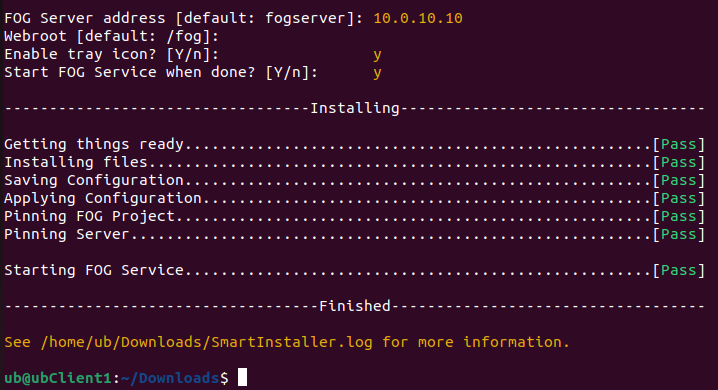 FOG Server address [default: fogserver]: 10.0.10.10
Webroot [default: /fog]:
Enable tray icon? [Y/n]:                 y
Start FOG Service when done? [Y/n]:      y
----------------------------------Installing----------------------------------
Getting things ready....................................................[Pass]
Installing files........................................................[Pass]
Saving Configuration....................................................[Pass]
Applying Configuration..................................................[Pass]
Pinning FOG Project.....................................................[Pass]
Pinning Server..........................................................[Pass]
Starting FOG Service....................................................[Pass]
-----------------------------------Finished-----------------------------------
See /home/ub/Downloads/SmartInstaller.log for more information.
ub@ubClient1:~/Downloads$